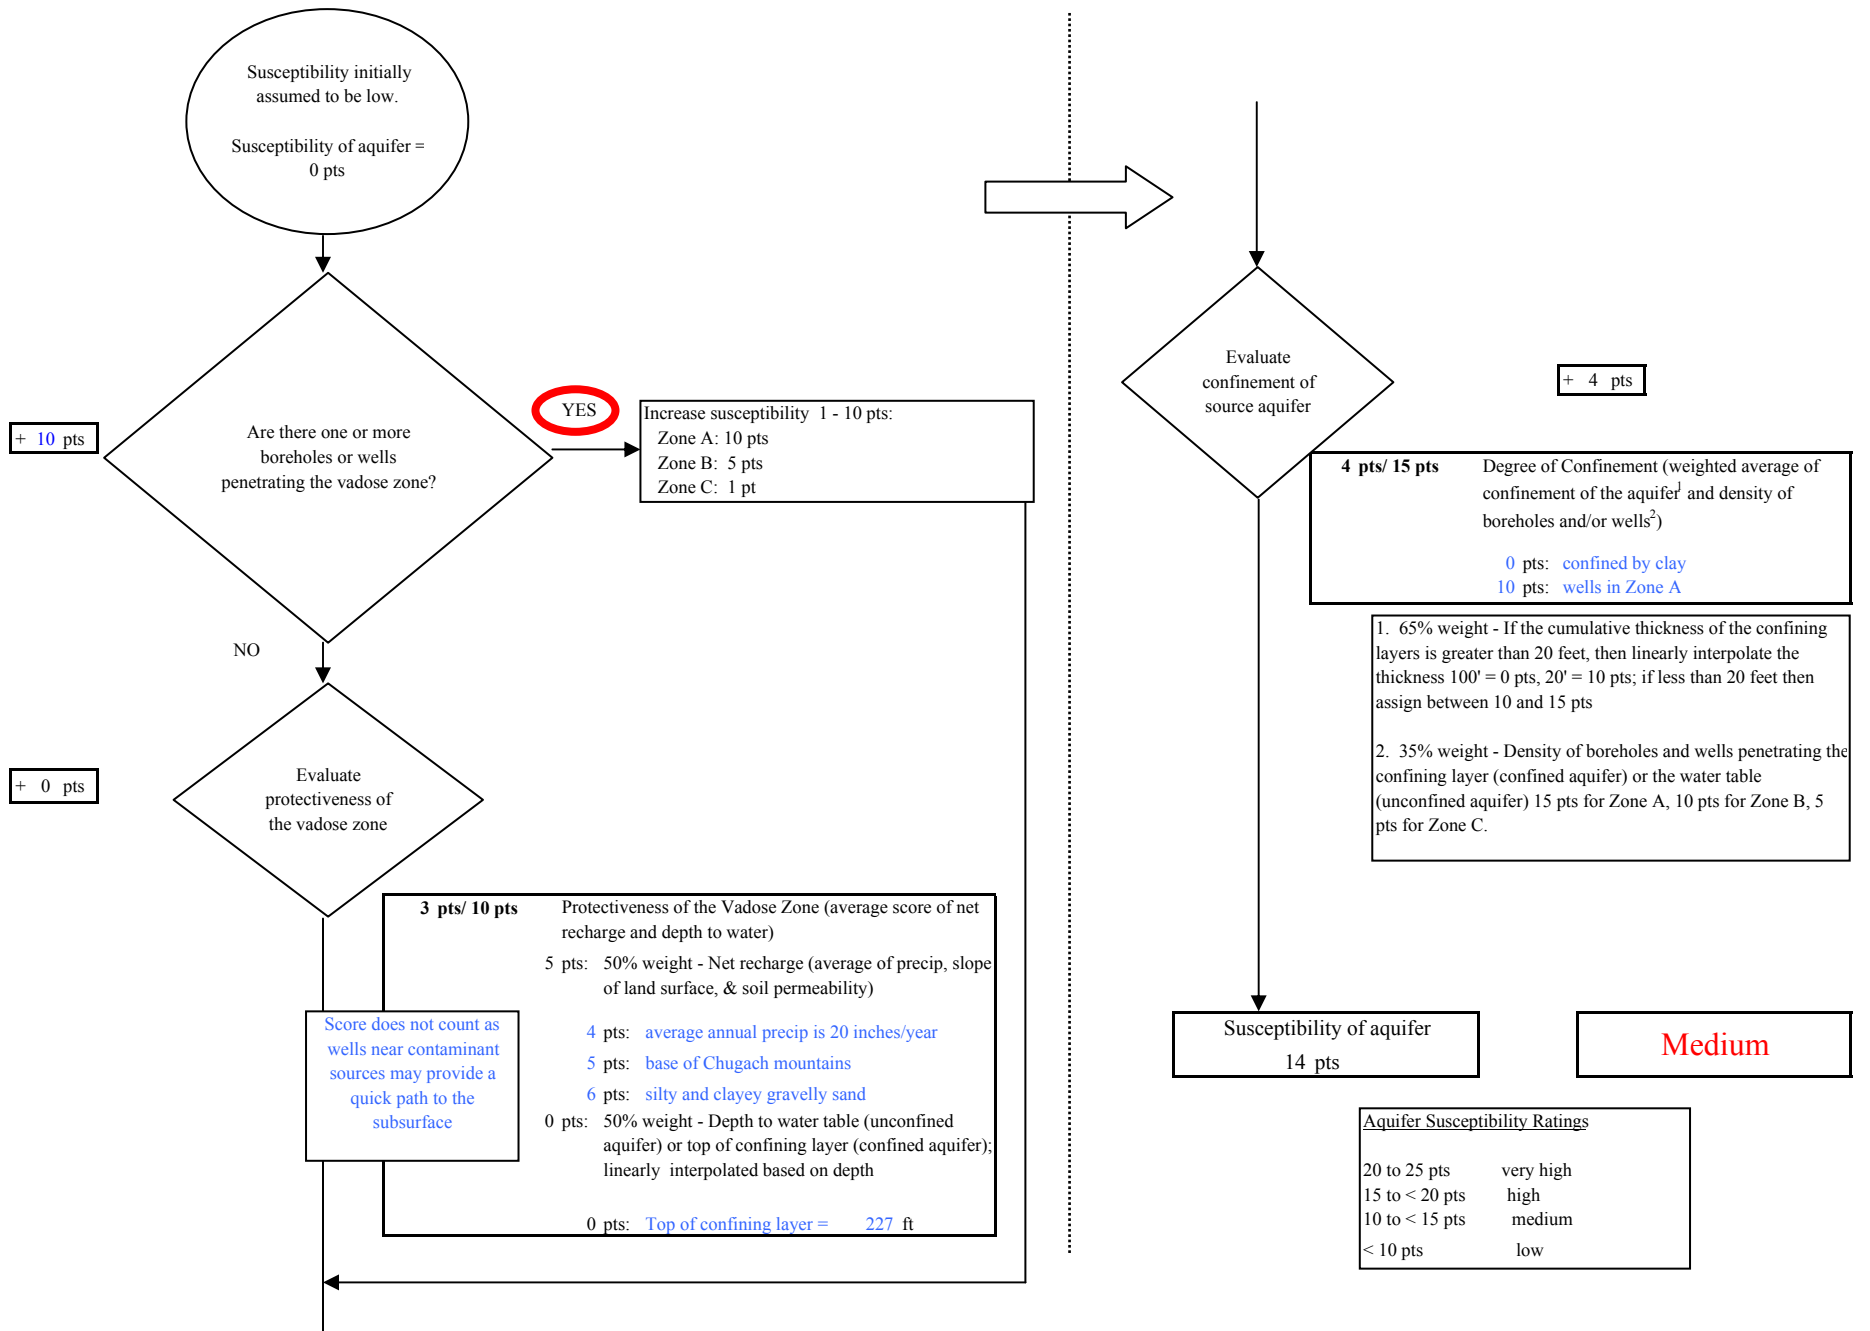 Susceptibility initially
assumed to be low.
Susceptibility of aquifer =
0 pts
+ 10 pts
Are there one or more
boreholes or wells
penetrating the vadose zone?
YES
Increase susceptibility 1 - 10 pts:
Zone A: 10 pts
Zone B: 5 pts
Zone C: 1 pt
NO
+ 0 pts
Evaluate
protectiveness of
the vadose zone
3 pts/ 10 pts
Protectiveness of the Vadose Zone (average score of net
recharge and depth to water)
5 pts: 50% weight - Net recharge (average of precip, slope
of land surface, & soil permeability)
4 pts: average annual precip is 20 inches/year
5 pts: base of Chugach mountains
6 pts: silty and clayey gravelly sand
0 pts: 50% weight - Depth to water table (unconfined
aquifer) or top of confining layer (confined aquifer);
linearly interpolated based on depth
0 pts: Top of confining layer = 227 ft
Score does not count as
wells near contaminant
sources may provide a
quick path to the
subsurface
Evaluate
confinement of
source aquifer
+ 4 pts
4 pts/ 15 pts
Degree of Confinement (weighted average of
confinement of the aquifer1 and density of
boreholes and/or wells2)
0 pts: confined by clay
10 pts: wells in Zone A
1. 65% weight - If the cumulative thickness of the confining
layers is greater than 20 feet, then linearly interpolate the
thickness 100' = 0 pts, 20' = 10 pts; if less than 20 feet then
assign between 10 and 15 pts
2. 35% weight - Density of boreholes and wells penetrating the
confining layer (confined aquifer) or the water table
(unconfined aquifer) 15 pts for Zone A, 10 pts for Zone B, 5
pts for Zone C.
Susceptibility of aquifer
14 pts
Medium
Aquifer Susceptibility Ratings
20 to 25 pts very high
15 to < 20 pts high
10 to < 15 pts medium
< 10 pts low